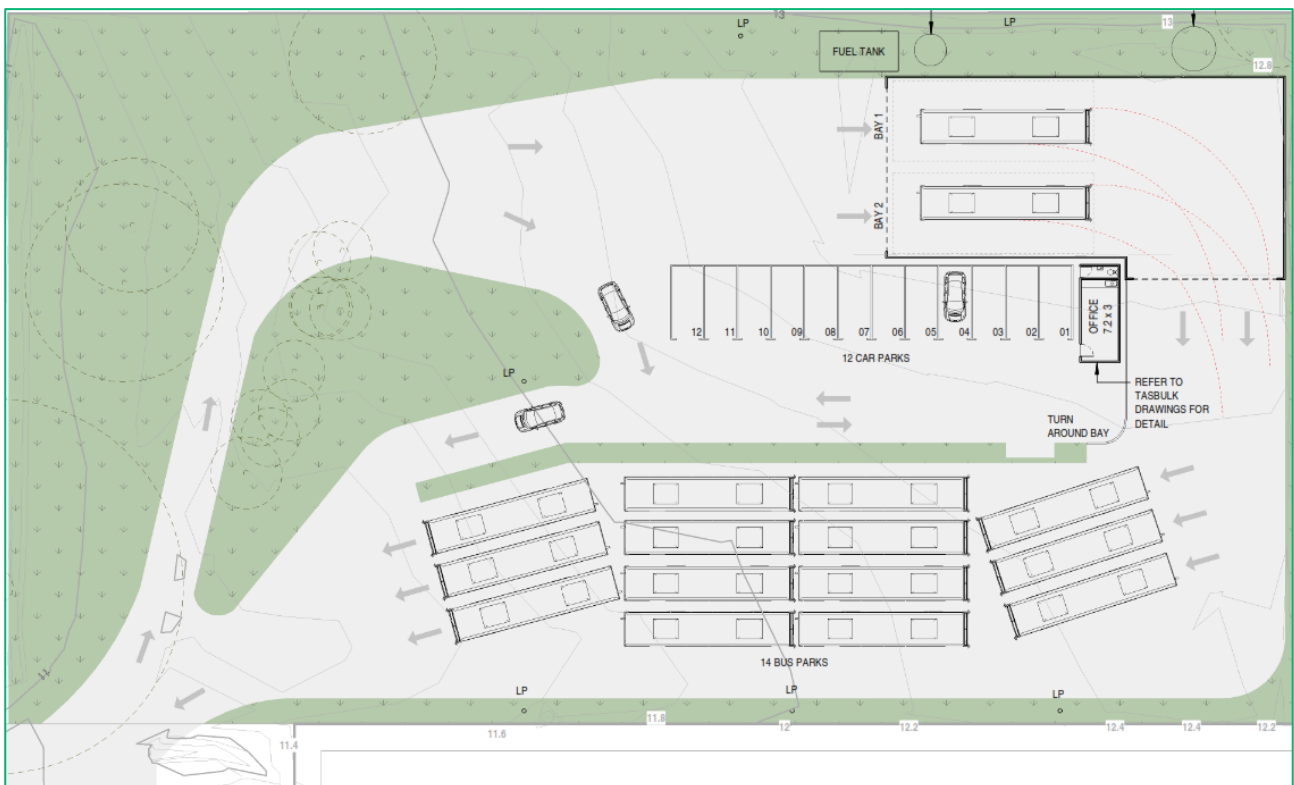 LP
13
LP
13
FUEL TANK
12.8
BAY 1
BAY 2
12
11
10
09
08
07
06
05
04
03
02
01
OFFICE
7.2 x 3
12 CAR PARKS
LP
REFER TO
TASBULK
DRAWINGS FOR
DETAIL
TURN
AROUND BAY
14 BUS PARKS
11
LP
LP
LP
11.4
11.6
11.8
12
12.2
12.4
12.4
12.2